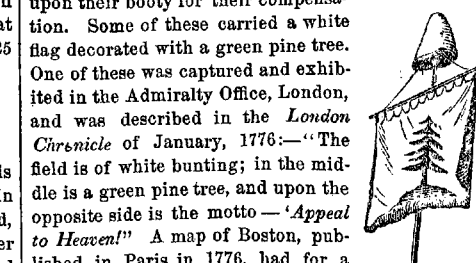 upon their booty for their compensa-
at tion. Some of these carried a white
25 flag decorated with a green pine tree.
One of these was captured and exhib-
ited in the Admiralty Office, London,
and was described in the London
Chronicle of January, 1776:—"The
field is of white bunting; in the mid-
dle is a green pine tree, and upon the
opposite side is the motto — 'Appeal
to Heaven!'" A map of Boston, pub-
lished in Paris in 1776, had for a